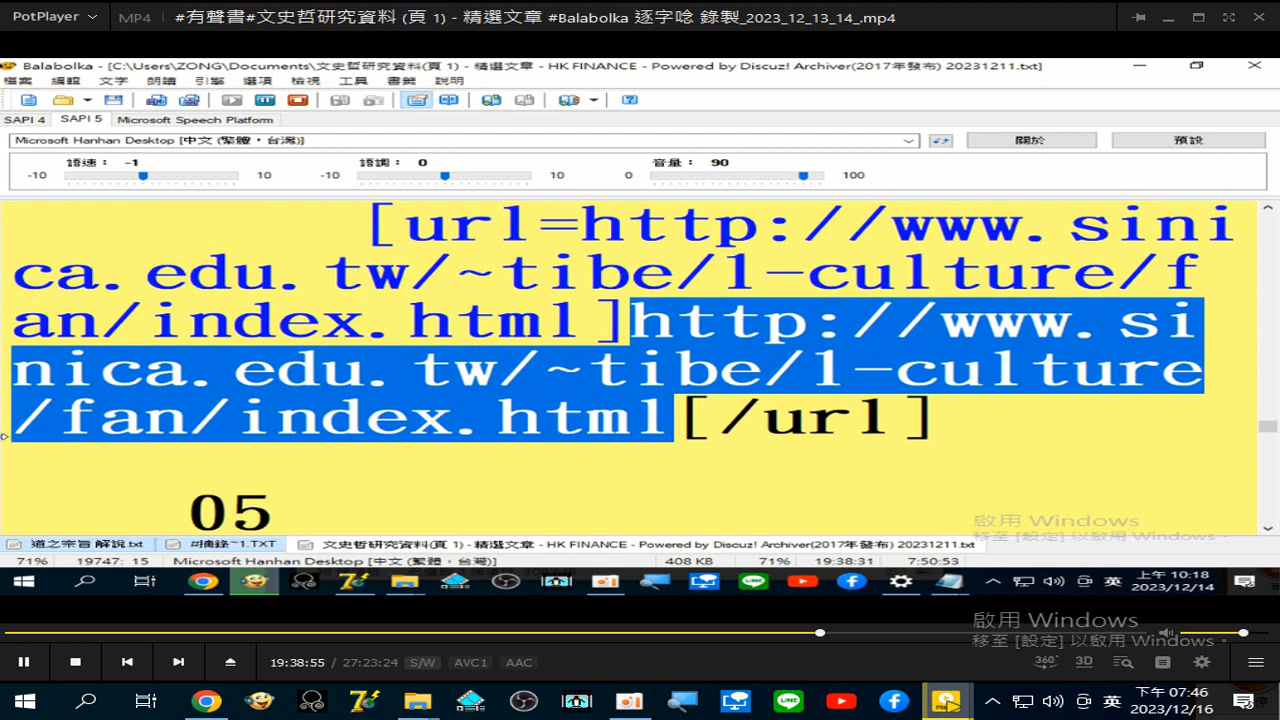 PotPlayer MP4 #有聲書#文史哲研究資料 (頁 1) - 精選文章 #Balabolka 逐字唸 錄製_2023_12_13_14_.mp4
Balabolka - [C:\Users\ZONG\Documents\文史哲研究資料(頁 1) - 精選文章 - HK FINANCE - Powered by Discuz! Archiver(2017年發布) 20231211.txt]
檔案 編輯 文字 朗讀 引擎 選項 檢視 工具 書籤 說明
SAPI 4 SAPI 5 Microsoft Speech Platform
Microsoft Hanhan Desktop [中文 (繁體，台灣)] 關於 預設
語速： -1 語調： 0 音量： 90
-10 10 -10 10 0 100
[url=http://www.sini
ca.edu.tw/~tibe/l-culture/f
an/index.html]http://www.si
nica.edu.tw/~tibe/l-culture
/fan/index.html[/url]
05
啟用 Windows
移至 [設定] 以啟用 Windows。
道之宗旨 解說.txt #摘錄~1.TXT 文史哲研究資料(頁 1) - 精選文章 - HK FINANCE - Powered by Discuz! Archiver(2017年發布) 20231211.txt
71% 19747: 15 Microsoft Hanhan Desktop [中文 (繁體，台灣)] 408 KB 71% 19:38:31 7:50:53
英 上午 10:18
2023/12/14
啟用 Windows
移至 [設定] 以啟用 Windows。
19:38:55 / 27:23:24 S/W AVC1 AAC 360° 3D
英 下午 07:46
2023/12/16